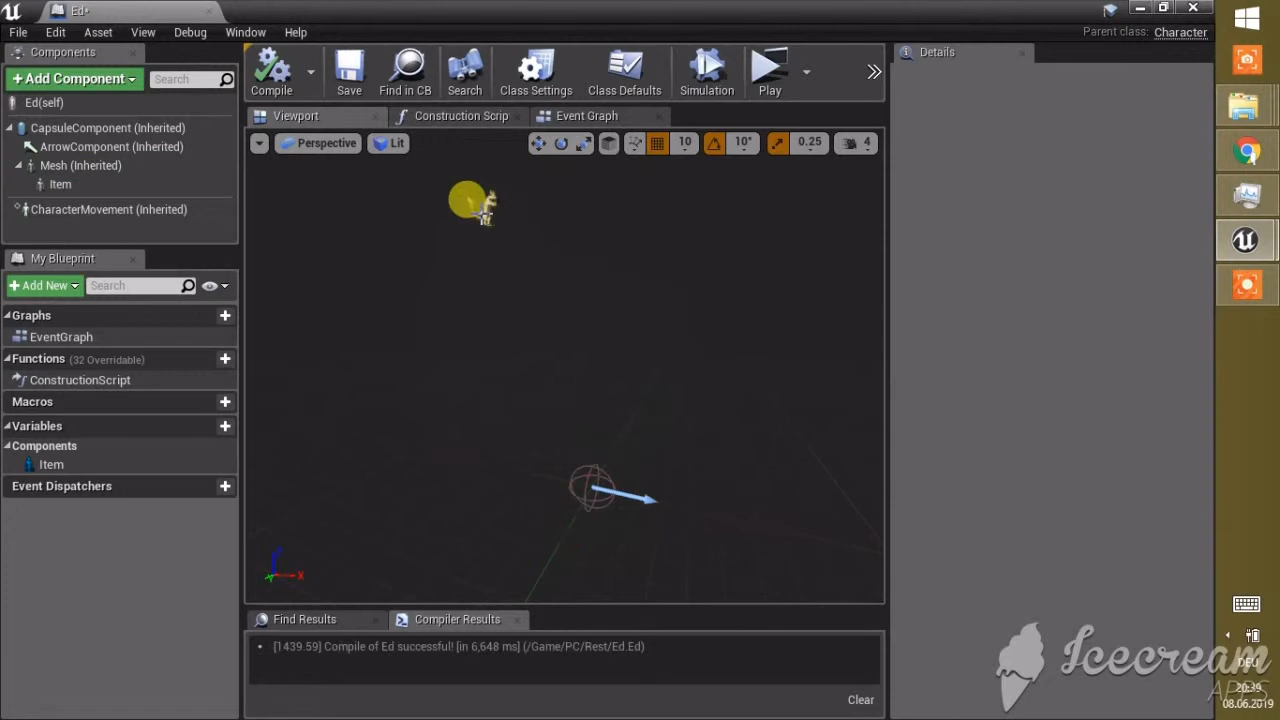 Ed*
File Edit Asset View Debug Window Help
Parent class: Character
Components
+Add Component
Search
Ed(self)
CapsuleComponent (Inherited)
ArrowComponent (Inherited)
Mesh (Inherited)
Item
CharacterMovement (Inherited)
My Blueprint
+Add New
Search
Graphs
EventGraph
Functions (32 Overridable)
ConstructionScript
Macros
Variables
Components
Item
Event Dispatchers
Compile Save Find in CB Search Class Settings Class Defaults Simulation Play
Viewport Construction Scrip Event Graph
Perspective Lit 10 10° 0.25 4
X
Find Results Compiler Results
[1439.59] Compile of Ed successful! [in 6,648 ms] (/Game/PC/Rest/Ed.Ed)
Clear
Details
Icecream
APPS
DEU
20:39
08.06.2019